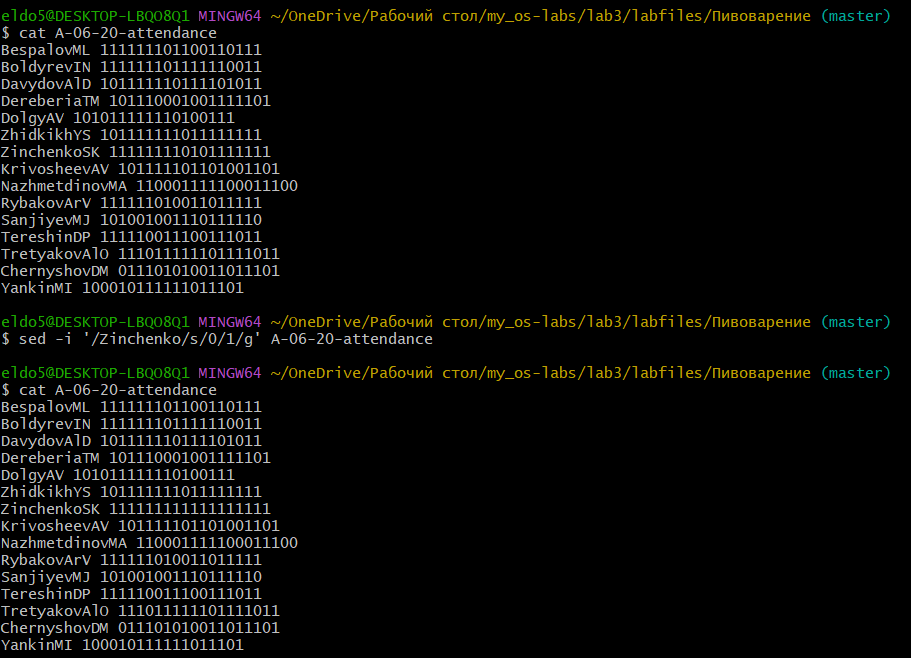 eldo5@DESKTOP-LBQO8Q1 MINGW64 ~/OneDrive/Рабочий стол/my_os-labs/lab3/labfiles/Пивоварение (master)
$ cat A-06-20-attendance
BespalovML 111111101100110111
BoldyrevIN 111111101111110011
DavydovAlD 101111110111101011
DereberiaTM 101110001001111101
DolgyAV 101011111110100111
ZhidkikhYS 101111111011111111
ZinchenkoSK 111111110101111111
KrivosheevAV 101111101101001101
NazhmetdinovMA 110001111100011100
RybakovArV 111111010011011111
SanjiyevMJ 101001001110111110
TereshinDP 111110011100111011
TretyakovAlO 111011111101111011
ChernyshovDM 011101010011011101
YankinMI 100010111111011101
eldo5@DESKTOP-LBQO8Q1 MINGW64 ~/OneDrive/Рабочий стол/my_os-labs/lab3/labfiles/Пивоварение (master)
$ sed -i '/Zinchenko/s/0/1/g' A-06-20-attendance
eldo5@DESKTOP-LBQO8Q1 MINGW64 ~/OneDrive/Рабочий стол/my_os-labs/lab3/labfiles/Пивоварение (master)
$ cat A-06-20-attendance
BespalovML 111111101100110111
BoldyrevIN 111111101111110011
DavydovAlD 101111110111101011
DereberiaTM 101110001001111101
DolgyAV 101011111110100111
ZhidkikhYS 101111111011111111
ZinchenkoSK 111111111111111111
KrivosheevAV 101111101101001101
NazhmetdinovMA 110001111100011100
RybakovArV 111111010011011111
SanjiyevMJ 101001001110111110
TereshinDP 111110011100111011
TretyakovAlO 111011111101111011
ChernyshovDM 011101010011011101
YankinMI 100010111111011101